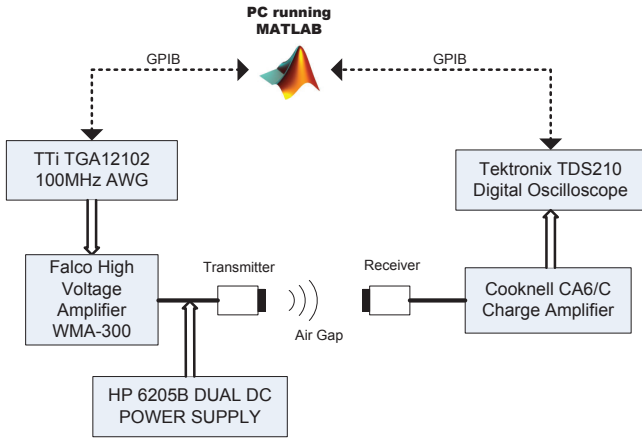 PC running
MATLAB
GPIB
GPIB
TTi TGA12102
100MHz AWG
Tektronix TDS210
Digital Oscilloscope
Falco High
Voltage
Amplifier
WMA-300
Transmitter
Receiver
Air Gap
Cooknell CA6/C
Charge Amplifier
HP 6205B DUAL DC
POWER SUPPLY